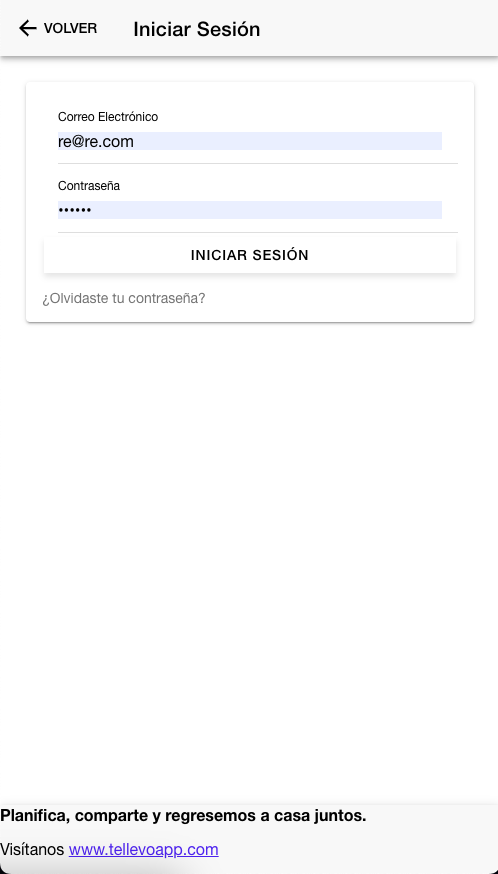 VOLVER Iniciar Sesión
Correo Electrónico
re@re.com
Contraseña
••••••
INICIAR SESIÓN
¿Olvidaste tu contraseña?
Planifica, comparte y regresemos a casa juntos.
Visítanos www.tellevoapp.com